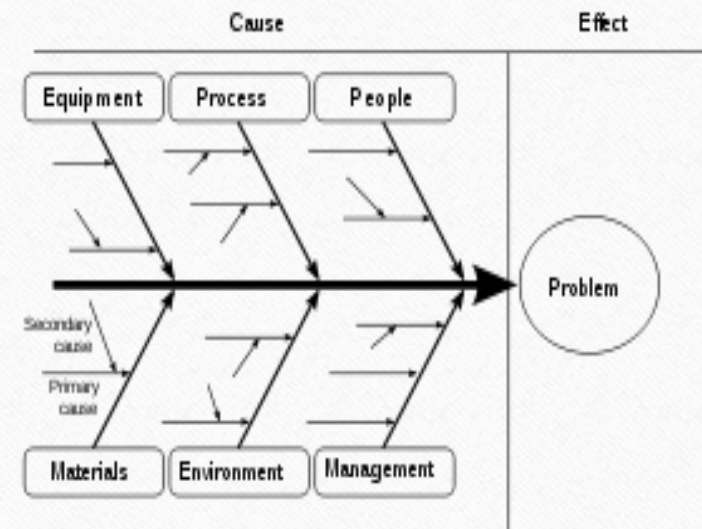 Cause
Effect
Equipment
Process
People
Problem
Secondary
cause
Primary
cause
Materials
Environment
Management